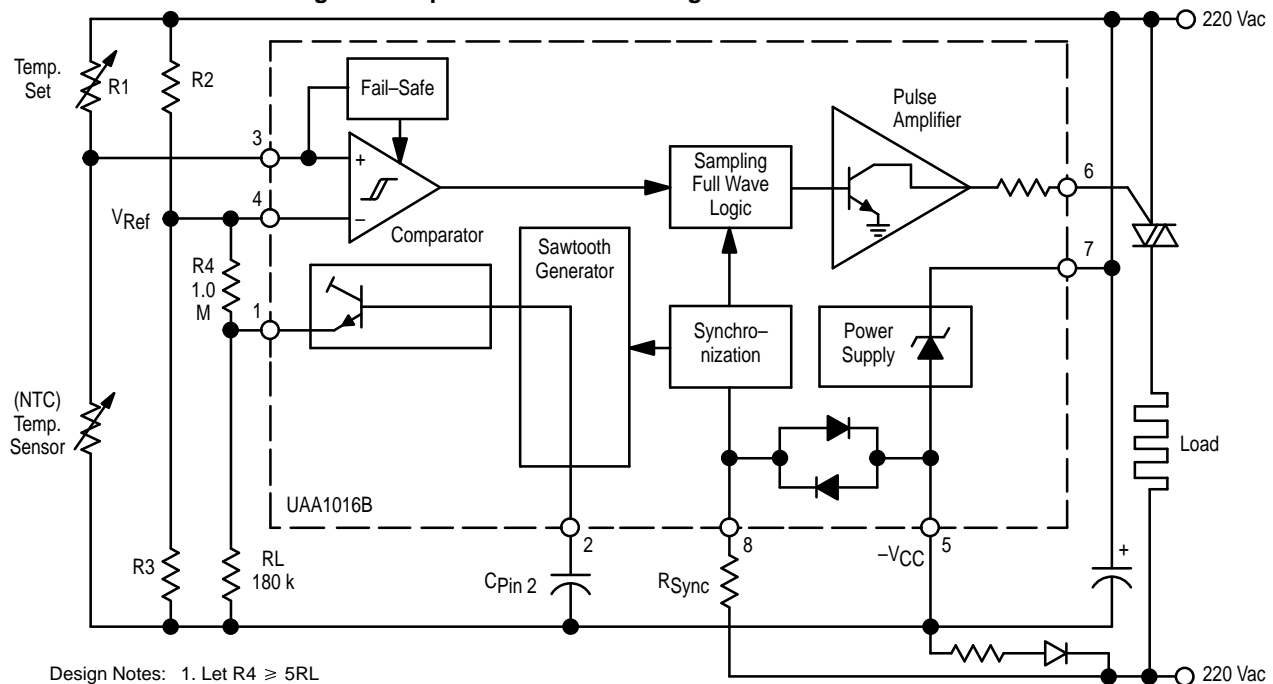 220 Vac
Temp.
Set
R1
R2
Fail–Safe
Pulse
Amplifier
3
+
Sampling
Full Wave
Logic
6
4
VRef
–
Comparator
Sawtooth
Generator
7
R4
1.0
M
1
Synchro–
nization
Power
Supply
(NTC)
Temp.
Sensor
Load
UAA1016B
2
8
–VCC
5
+
R3
RL
180 k
CPin 2
RSync
Design Notes: 1. Let R4 ≥ 5RL
220 Vac